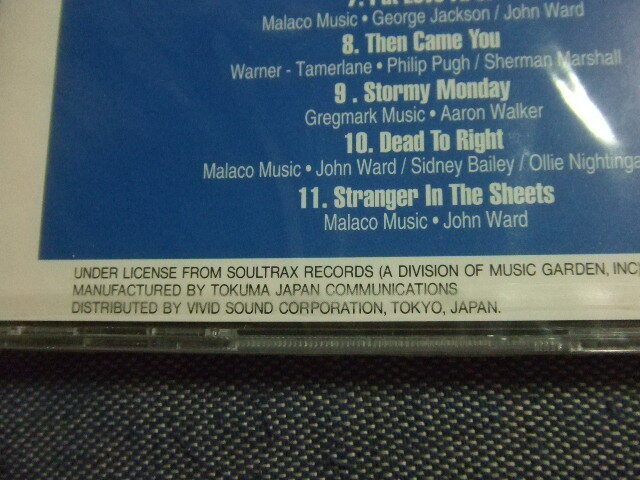 7.
Malaco Music • George Jackson / John Ward
8. Then Came You
Warner - Tamerlane • Philip Pugh / Sherman Marshall
9 . Stormy Monday
Gregmark Music • Aaron Walker
10. Dead To Right
Malaco Music • John Ward / Sidney Bailey / Ollie
11. Stranger In The Sheets
Malaco Music • John Ward
UNDER LICENSE FROM SOULTRAX RECORDS (A DIVISION OF MUSIC GARDEN, INC
MANUFACTURED BY TOKUMA JAPAN COMMUNICATIONS
DISTRIBUTED BY VIVID SOUND CORPORATION, TOKYO, JAPAN.